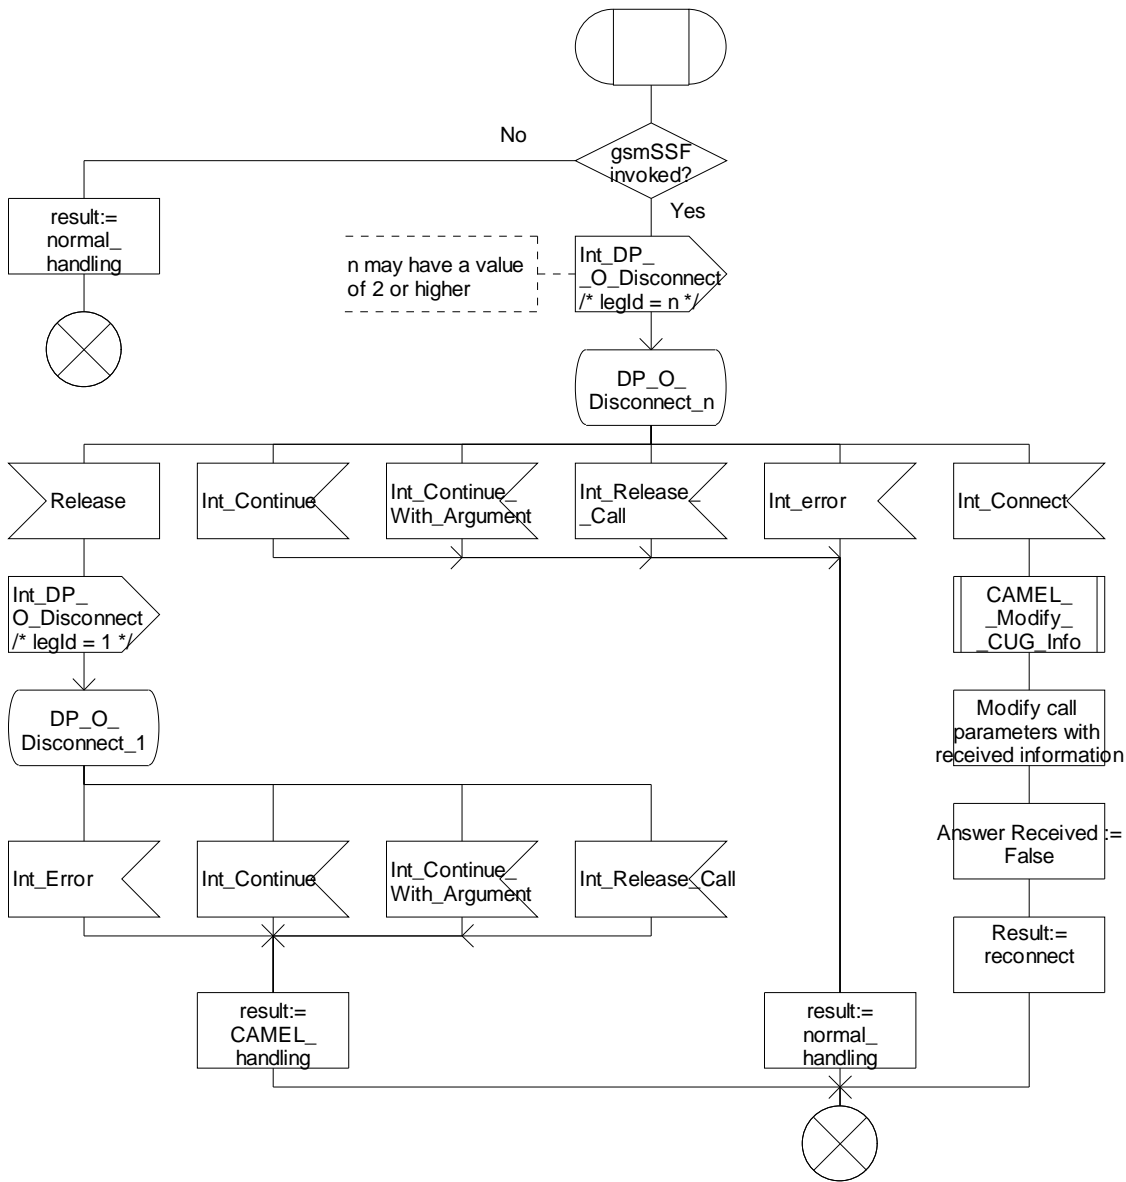 No
gsmSSF
invoked?
Yes
result:=
normal_
handling
n may have a value
of 2 or higher
Int_DP_
_O_Disconnect
/* legId = n */
DP_O_
Disconnect_n
Release
Int_Continue
Int_Continue_
With_Argument
Int_Release_
_Call
Int_error
Int_Connect
Int_DP_
O_Disconnect
/* legId = 1 */
CAMEL_
_Modify_
_CUG_Info
DP_O_
Disconnect_1
Modify call
parameters with
received information
Answer Received :=
False
Int_Error
Int_Continue
Int_Continue_
With_Argument
Int_Release_Call
Result:=
reconnect
result:=
CAMEL_
handling
result:=
normal_
handling